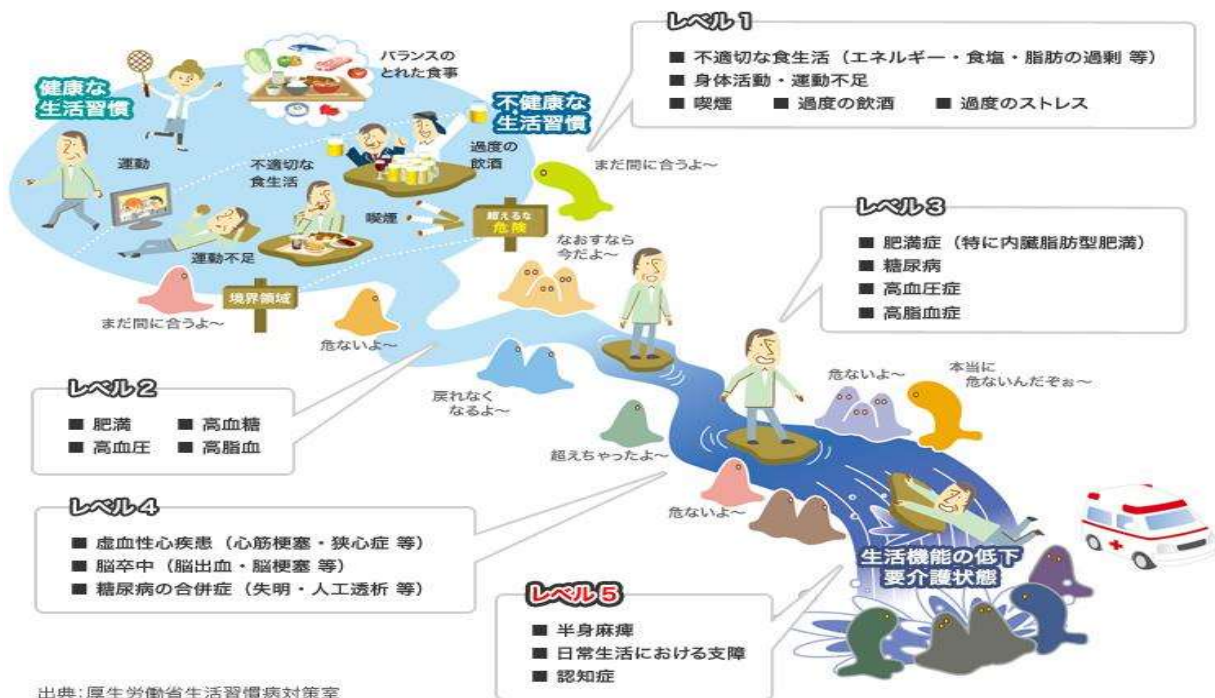 レベル 1
■ 不適切な食生活（エネルギー・食塩・脂肪の過剰 等）
■ 身体活動・運動不足
■ 喫煙　■ 過度の飲酒　■ 過度のストレス
バランスの
とれた食事
健康な
生活習慣
不健康な
生活習慣
運動
不適切な
食生活
過度の
飲酒
まだ間に合うよ〜
喫煙
超えるな
危険
運動不足
なおすなら
今だよ〜
境界領域
まだ間に合うよ〜
危ないよ〜
レベル 3
■ 肥満症（特に内臓脂肪型肥満）
■ 糖尿病
■ 高血圧症
■ 高脂血症
戻れなく
なるよ〜
危ないよ〜
本当に
危ないんだぞぉ〜
レベル 2
■ 肥満　■ 高血糖
■ 高血圧　■ 高脂血
超えちゃったよ〜
危ないよ〜
レベル 4
■ 虚血性心疾患（心筋梗塞・狭心症 等）
■ 脳卒中（脳出血・脳梗塞 等）
■ 糖尿病の合併症（失明・人工透析 等）
生活機能の低下
要介護状態
レベル 5
■ 半身麻痺
■ 日常生活における支障
■ 認知症
出典：厚生労働省生活習慣病対策室